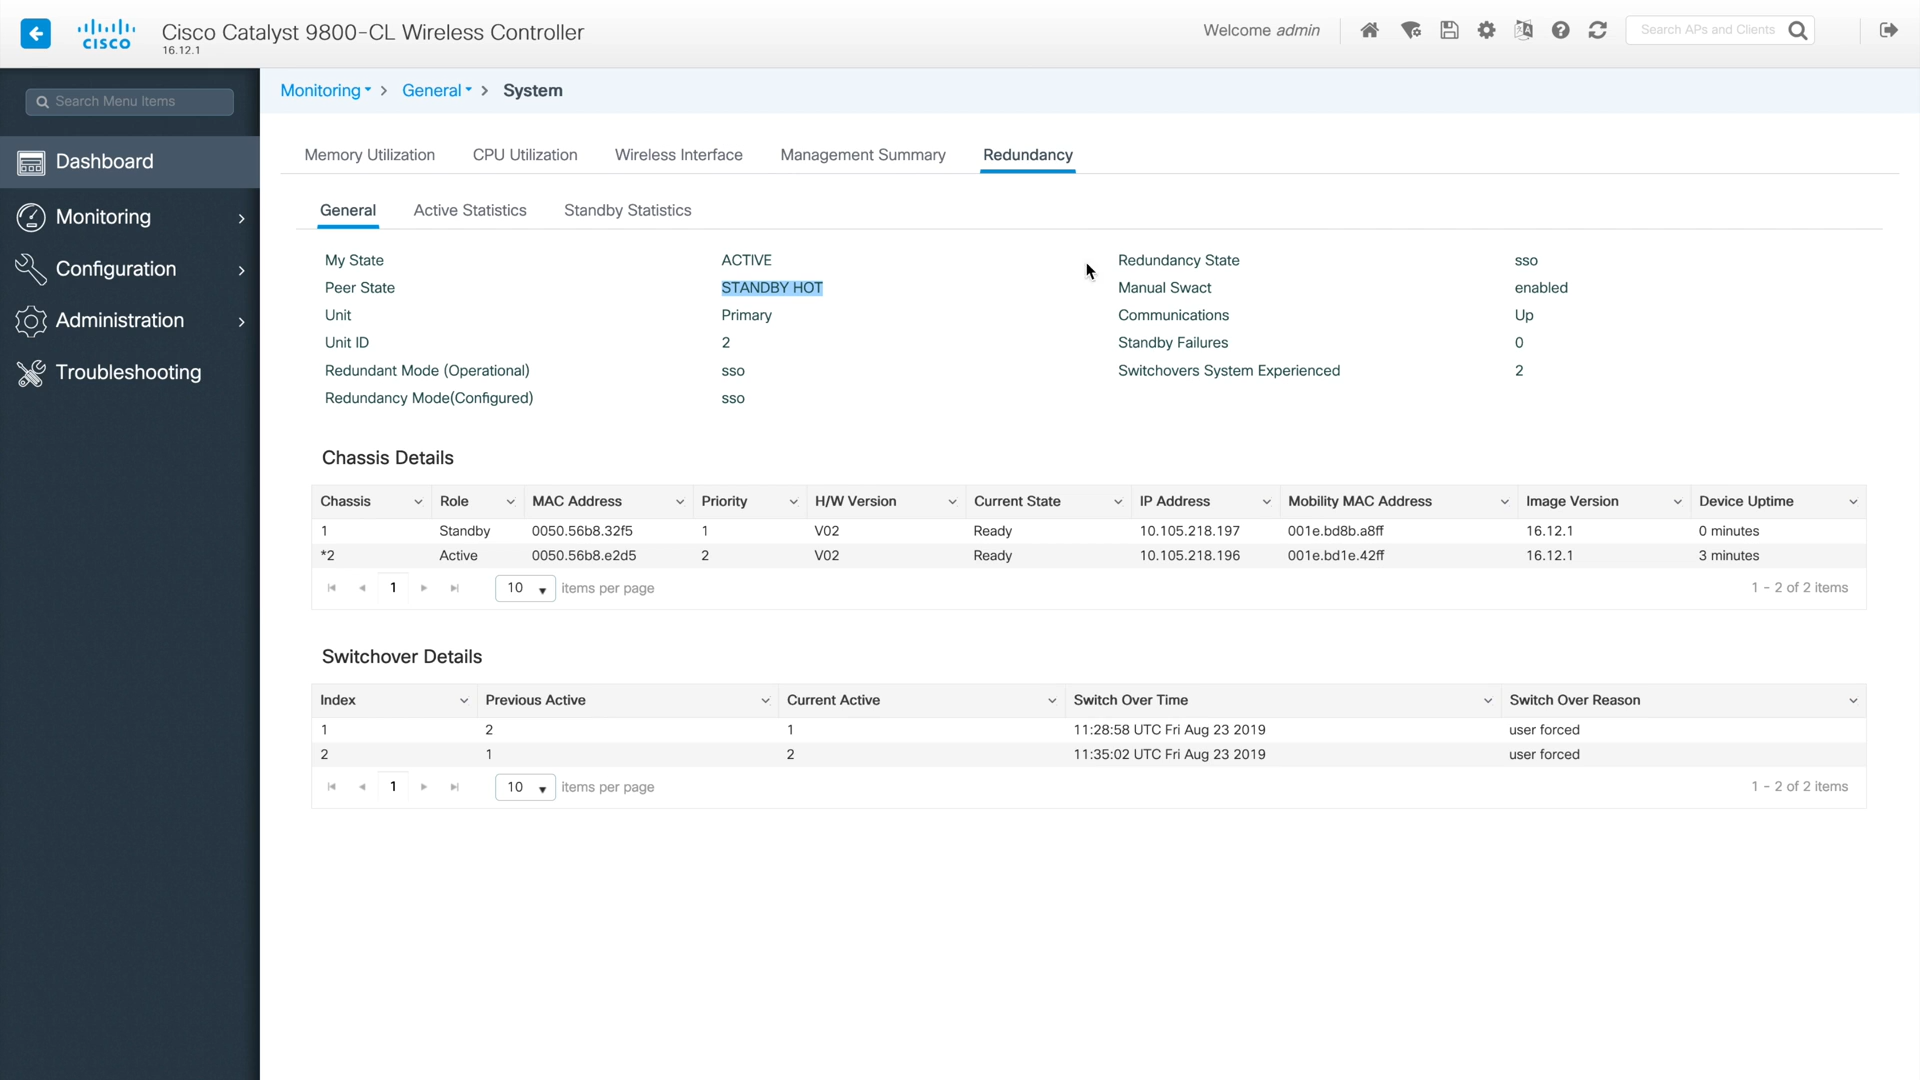 cisco
Cisco Catalyst 9800-CL Wireless Controller
16.12.1
Welcome admin
Search APs and Clients
Search Menu Items
Dashboard
Monitoring
Configuration
Administration
Troubleshooting
Monitoring > General > System
Memory Utilization CPU Utilization Wireless Interface Management Summary Redundancy
General Active Statistics Standby Statistics
My State ACTIVE Redundancy State sso
Peer State STANDBY HOT Manual Swact enabled
Unit Primary Communications Up
Unit ID 2 Standby Failures 0
Redundant Mode (Operational) sso Switchovers System Experienced 2
Redundancy Mode(Configured) sso
Chassis Details
Chassis Role MAC Address Priority H/W Version Current State IP Address Mobility MAC Address Image Version Device Uptime
1 Standby 0050.56b8.32f5 1 V02 Ready 10.105.218.197 001e.bd8b.a8ff 16.12.1 0 minutes
*2 Active 0050.56b8.e2d5 2 V02 Ready 10.105.218.196 001e.bd1e.42ff 16.12.1 3 minutes
1 10 items per page 1 - 2 of 2 items
Switchover Details
Index Previous Active Current Active Switch Over Time Switch Over Reason
1 2 1 11:28:58 UTC Fri Aug 23 2019 user forced
2 1 2 11:35:02 UTC Fri Aug 23 2019 user forced
1 10 items per page 1 - 2 of 2 items